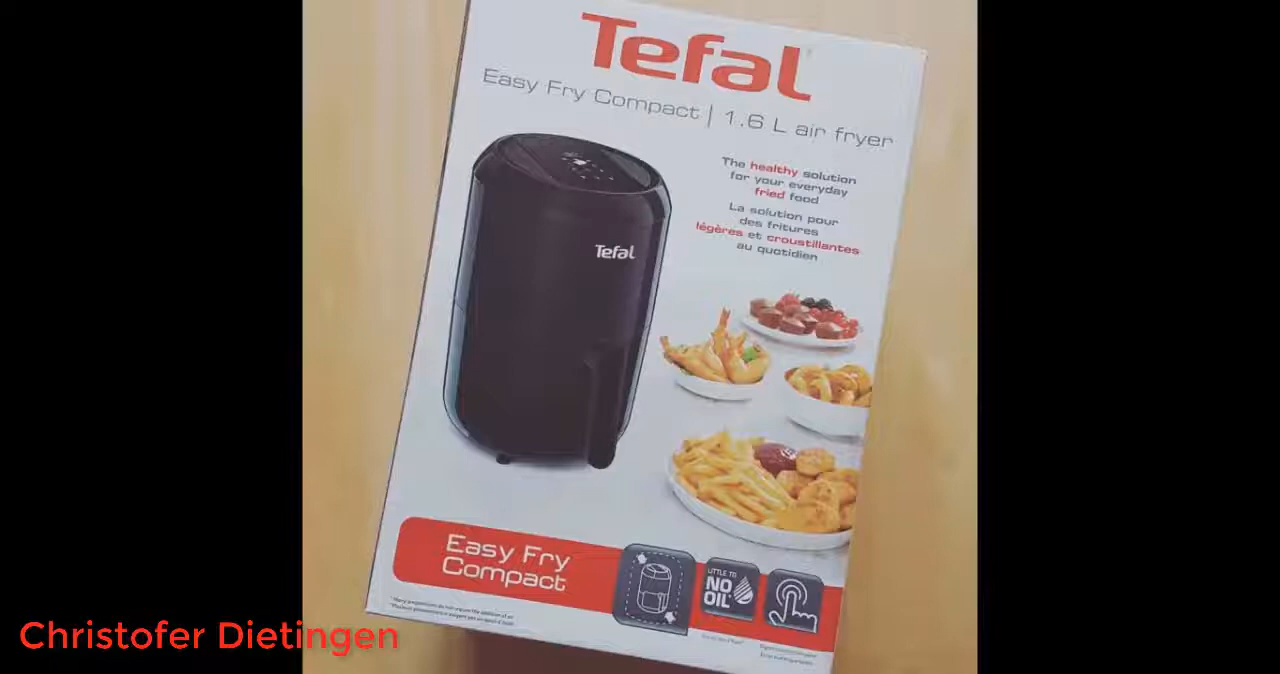 Tefal
Easy Fry Compact | 1.6 L air fryer
The healthy solution
for your everyday
fried food
La solution pour
des fritures
légères et croustillantes
au quotidien
Tefal
Easy Fry
Compact
LITTLE TO
NO
OIL*
Christofer Dietingen